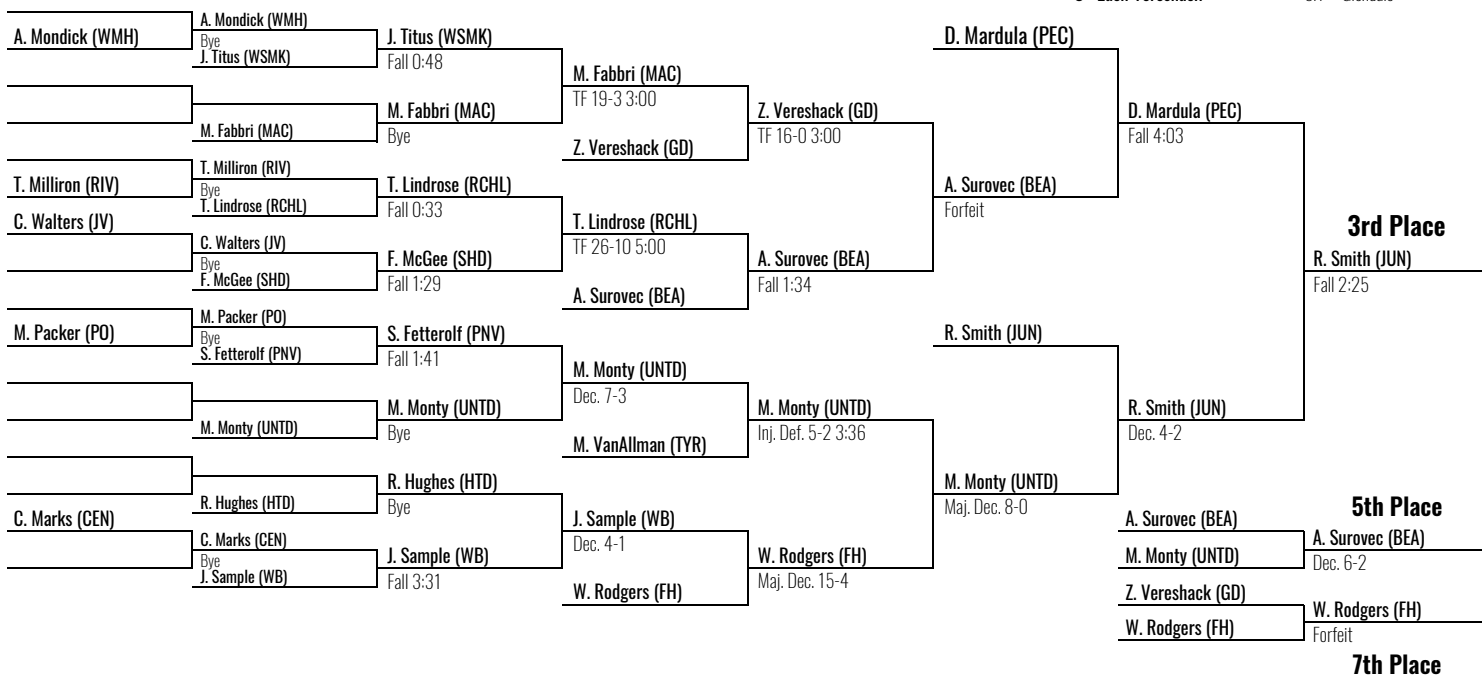 A. Mondick (WMH)
A. Mondick (WMH)
Bye
J. Titus (WSMK)
J. Titus (WSMK)
Fall 0:48
M. Fabbri (MAC)
M. Fabbri (MAC)
Bye
M. Fabbri (MAC)
TF 19-3 3:00
Z. Vereshack (GD)
Z. Vereshack (GD)
TF 16-0 3:00
T. Milliron (RIV)
T. Milliron (RIV)
Bye
T. Lindrose (RCHL)
T. Lindrose (RCHL)
Fall 0:33
C. Walters (JV)
C. Walters (JV)
Bye
F. McGee (SHD)
F. McGee (SHD)
Fall 1:29
T. Lindrose (RCHL)
TF 26-10 5:00
A. Surovec (BEA)
A. Surovec (BEA)
Fall 1:34
A. Surovec (BEA)
Forfeit
D. Mardula (PEC)
D. Mardula (PEC)
Fall 4:03
M. Packer (PO)
M. Packer (PO)
Bye
S. Fetterolf (PNV)
S. Fetterolf (PNV)
Fall 1:41
M. Monty (UNTD)
M. Monty (UNTD)
Bye
M. Monty (UNTD)
Dec. 7-3
M. VanAllman (TYR)
M. Monty (UNTD)
Inj. Def. 5-2 3:36
R. Hughes (HTD)
R. Hughes (HTD)
Bye
C. Marks (CEN)
C. Marks (CEN)
Bye
J. Sample (WB)
J. Sample (WB)
Fall 3:31
J. Sample (WB)
Dec. 4-1
W. Rodgers (FH)
W. Rodgers (FH)
Maj. Dec. 15-4
M. Monty (UNTD)
Maj. Dec. 8-0
R. Smith (JUN)
R. Smith (JUN)
Dec. 4-2
3rd Place
R. Smith (JUN)
Fall 2:25
5th Place
A. Surovec (BEA)
M. Monty (UNTD)
A. Surovec (BEA)
Dec. 6-2
Z. Vereshack (GD)
W. Rodgers (FH)
W. Rodgers (FH)
Forfeit
7th Place